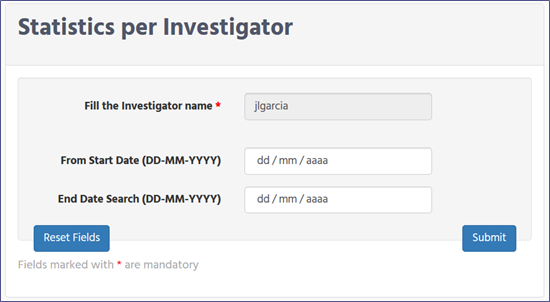 Statistics per Investigator
Fill the Investigator name * jlgarcia
From Start Date (DD-MM-YYYY) dd / mm / aaaa
End Date Search (DD-MM-YYYY) dd / mm / aaaa
Reset Fields Submit
Fields marked with * are mandatory